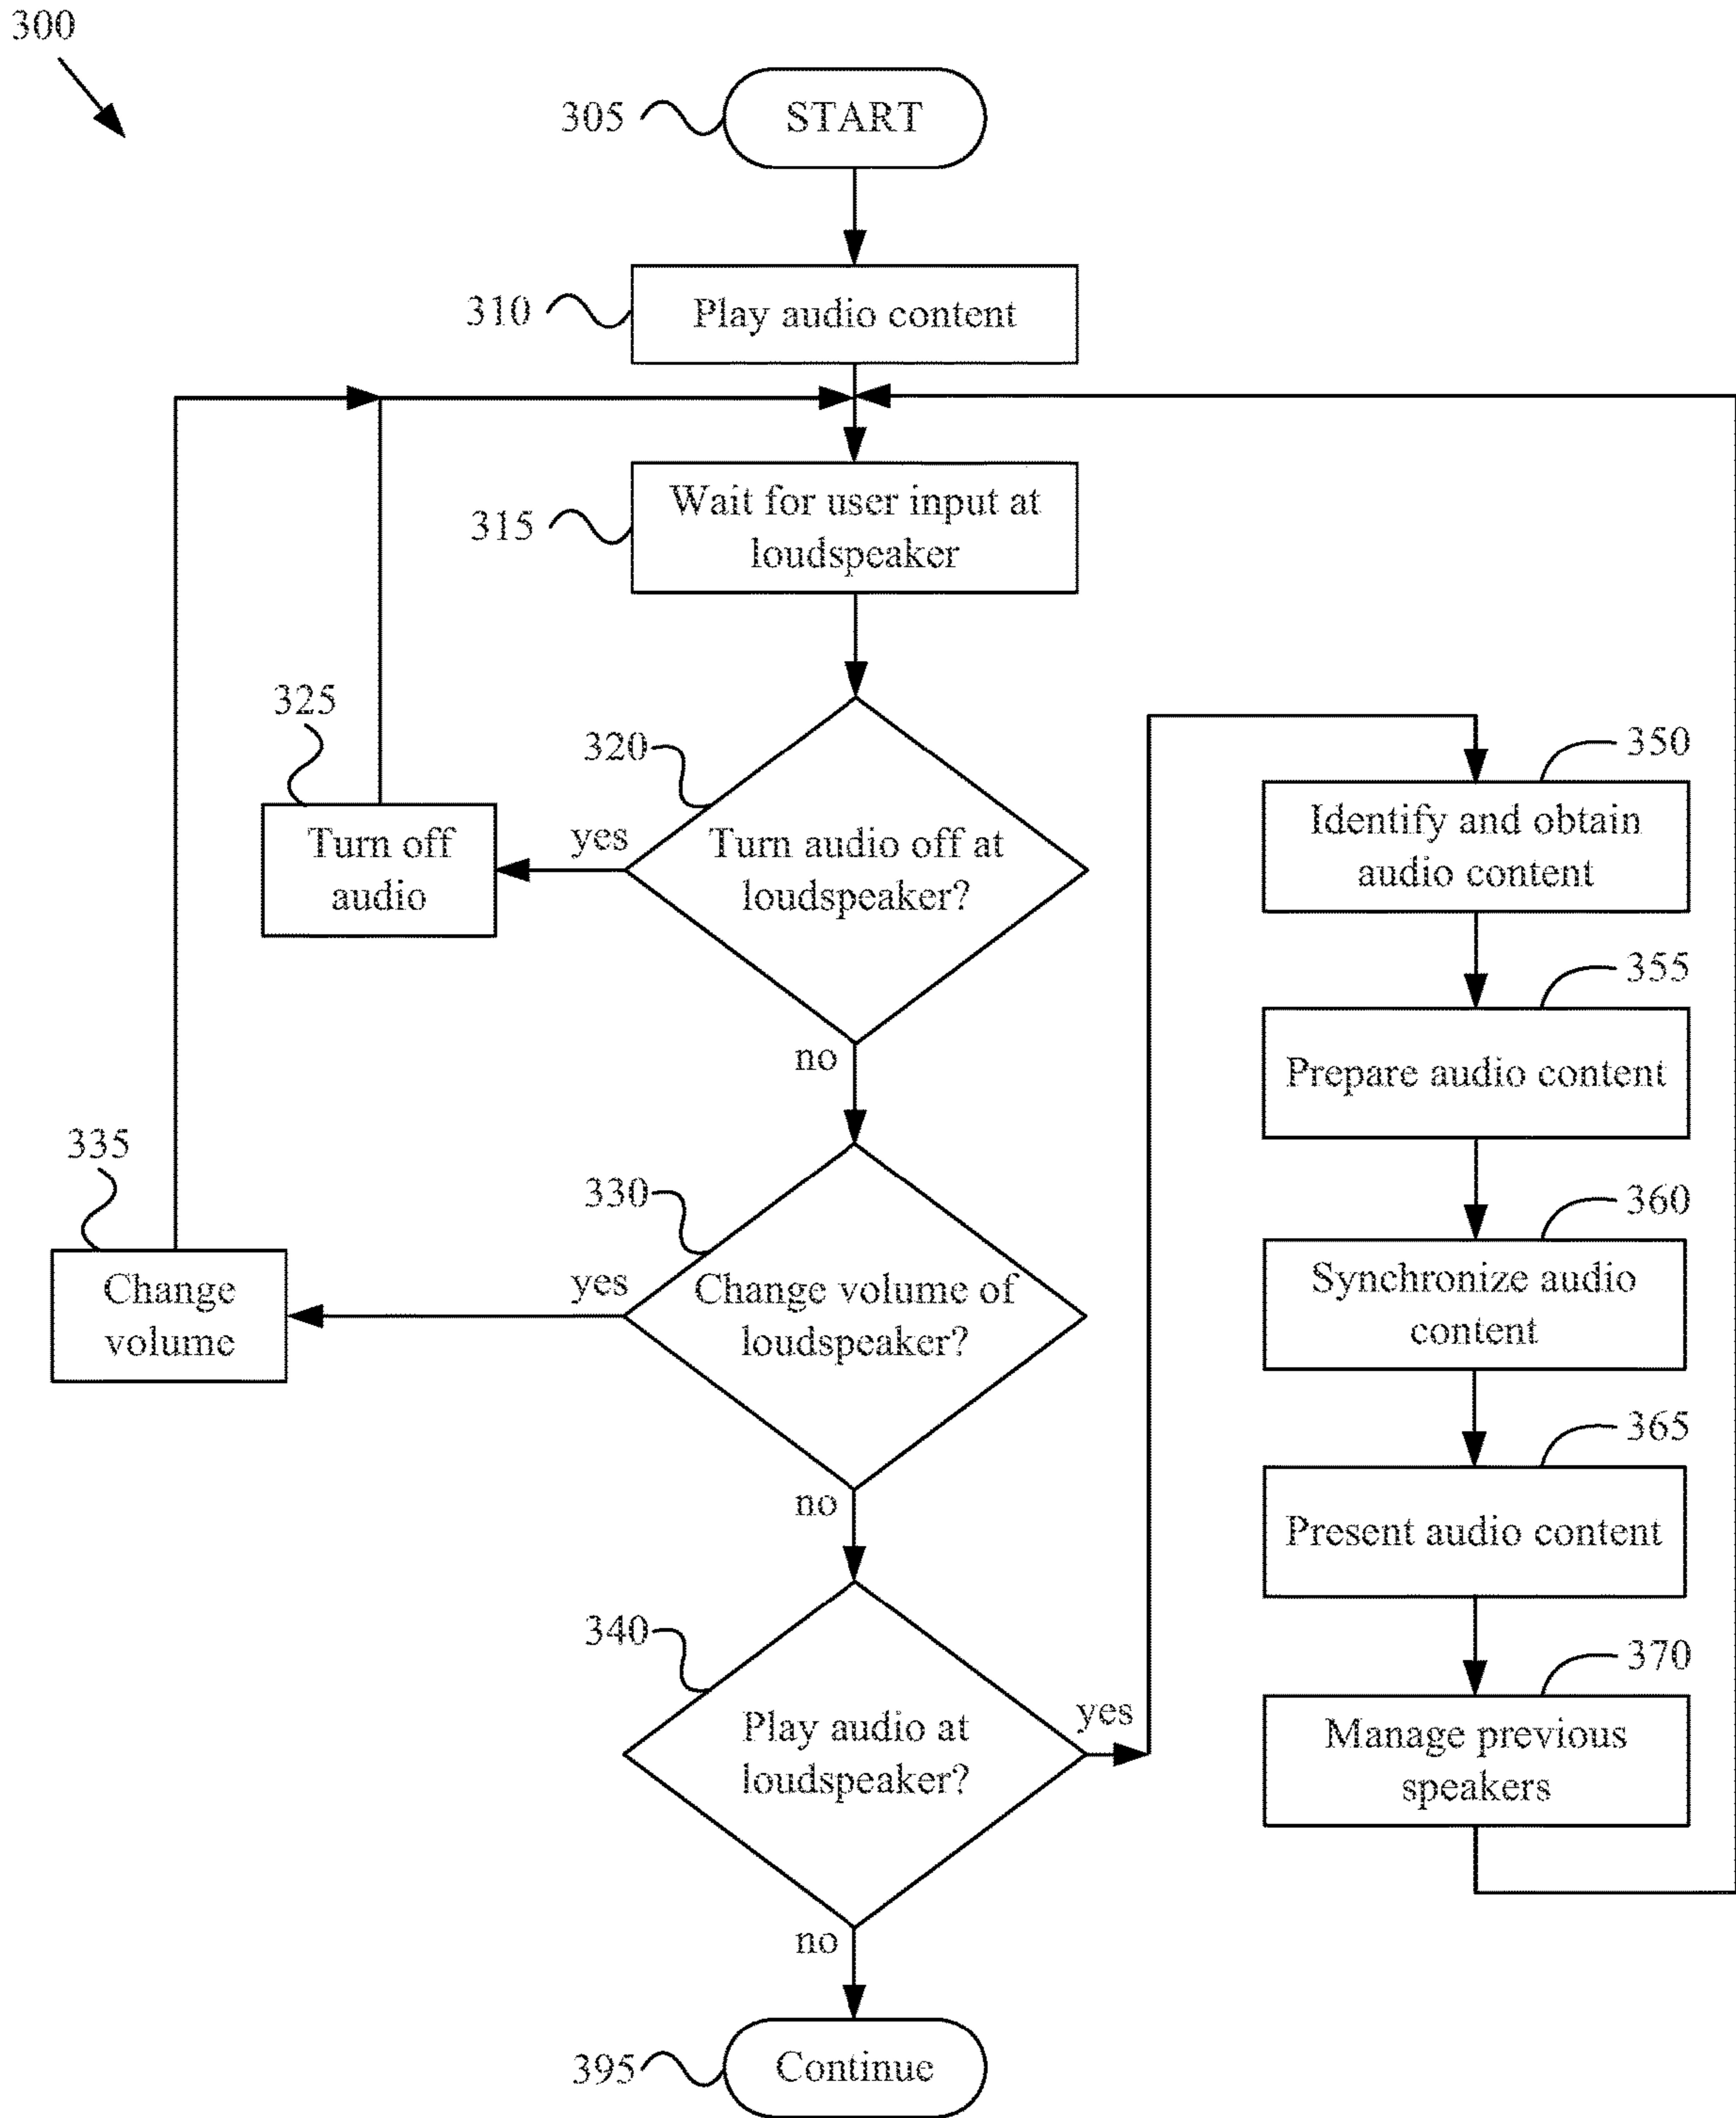 300
305
START
310
Play audio content
315
Wait for user input at
loudspeaker
320
Turn audio off at
loudspeaker?
yes
325
Turn off
audio
no
330
Change volume of
loudspeaker?
yes
335
Change
volume
no
340
Play audio at
loudspeaker?
yes
no
395
Continue
350
Identify and obtain
audio content
355
Prepare audio content
360
Synchronize audio
content
365
Present audio content
370
Manage previous
speakers